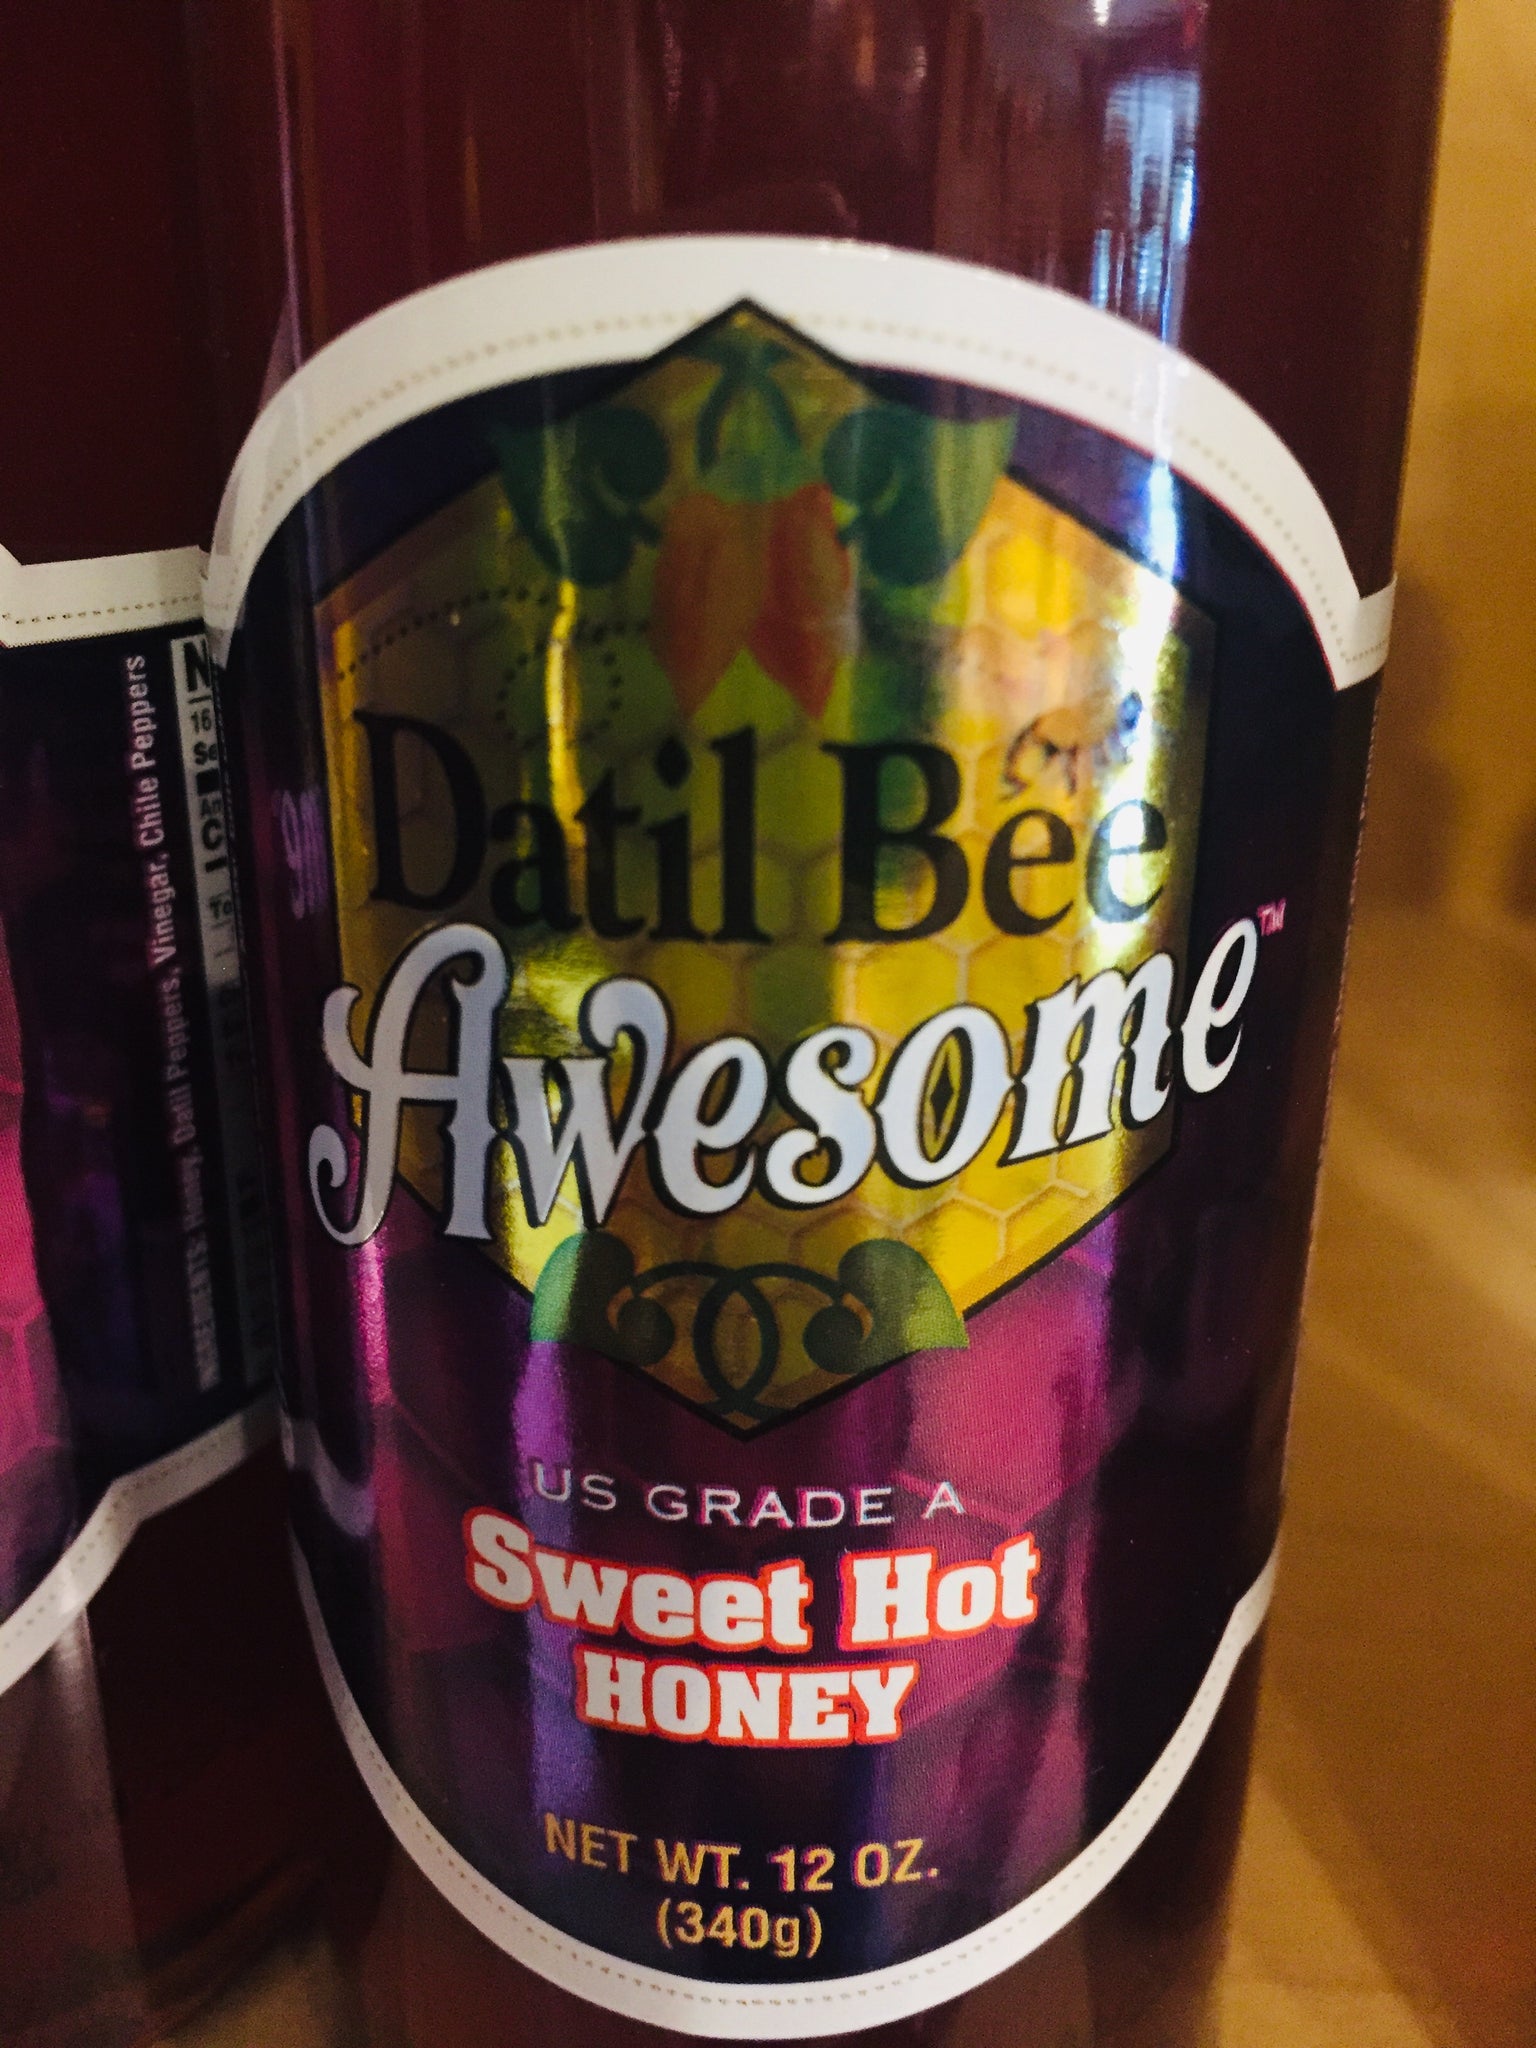 Datil Bee
Awesome™
US GRADE A
Sweet Hot
HONEY
NET WT. 12 OZ.
(340g)
INGREDIENTS: Honey, Datil Peppers, Vinegar, Chile Peppers